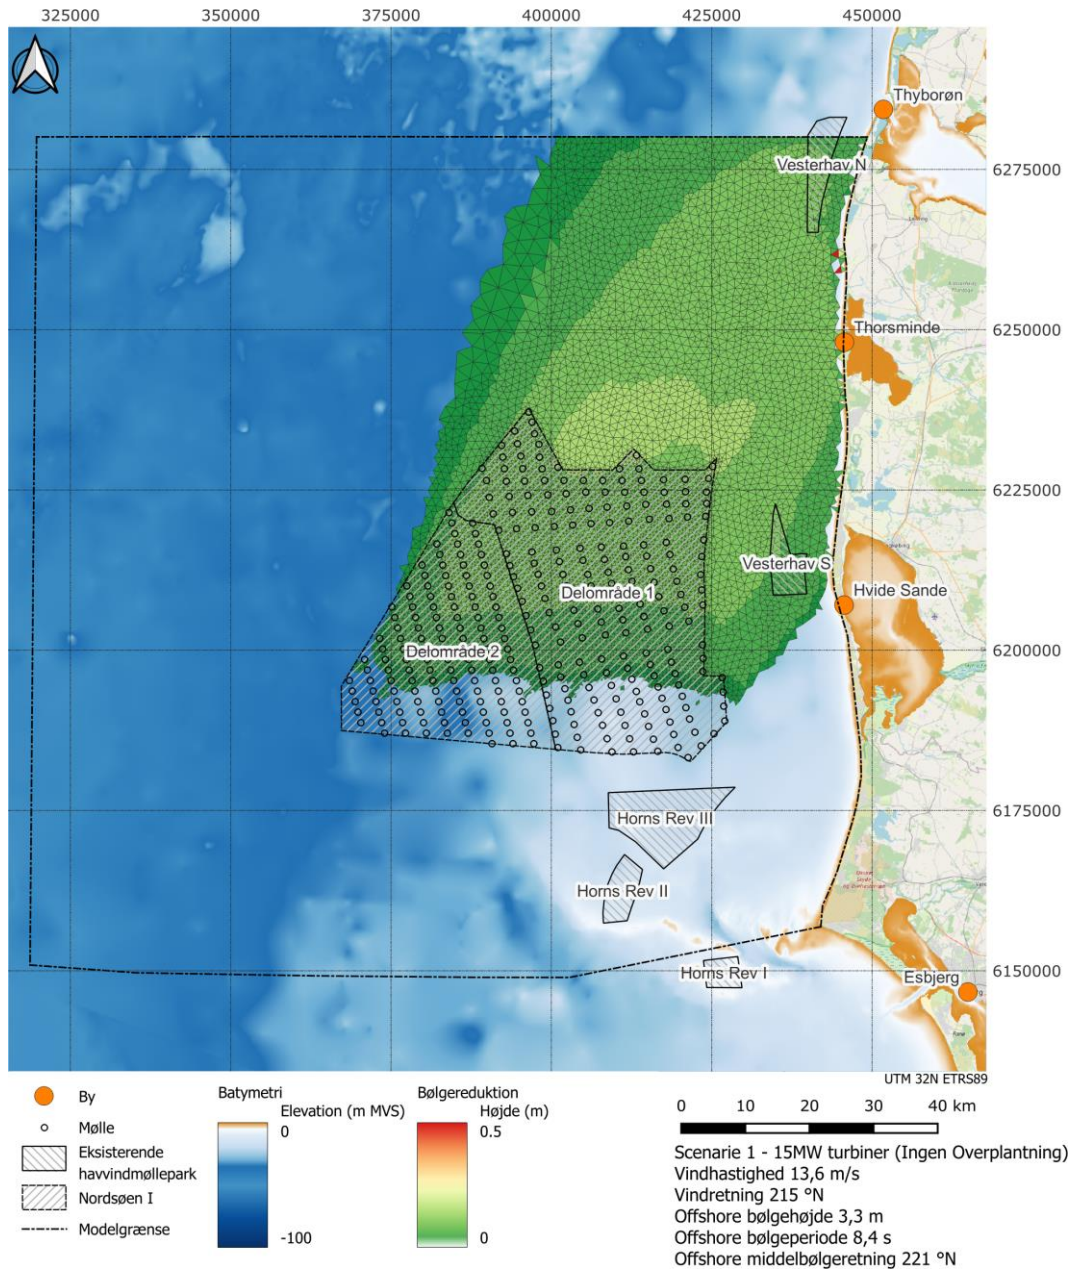 325000 350000 375000 400000 425000 450000
Thyborøn
Vesterhav N
6275000
Thorsminde
6250000
6225000
Vesterhav S
Hvide Sande
Delområde 1
Delområde 2
6200000
6175000
Horns Rev III
Horns Rev II
Horns Rev I
6150000
Esbjerg
UTM 32N ETRS89
By
Mølle
Eksisterende
havvindmøllepark
Nordsøen I
Modelgrænse
Batymetri
Elevation (m MVS)
0
-100
Bølgereduktion
Højde (m)
0.5
0
0 10 20 30 40 km
Scenarie 1 - 15MW turbiner (Ingen Overplantning)
Vindhastighed 13,6 m/s
Vindretning 215 °N
Offshore bølgehøjde 3,3 m
Offshore bølgeperiode 8,4 s
Offshore middelbølgeretning 221 °N